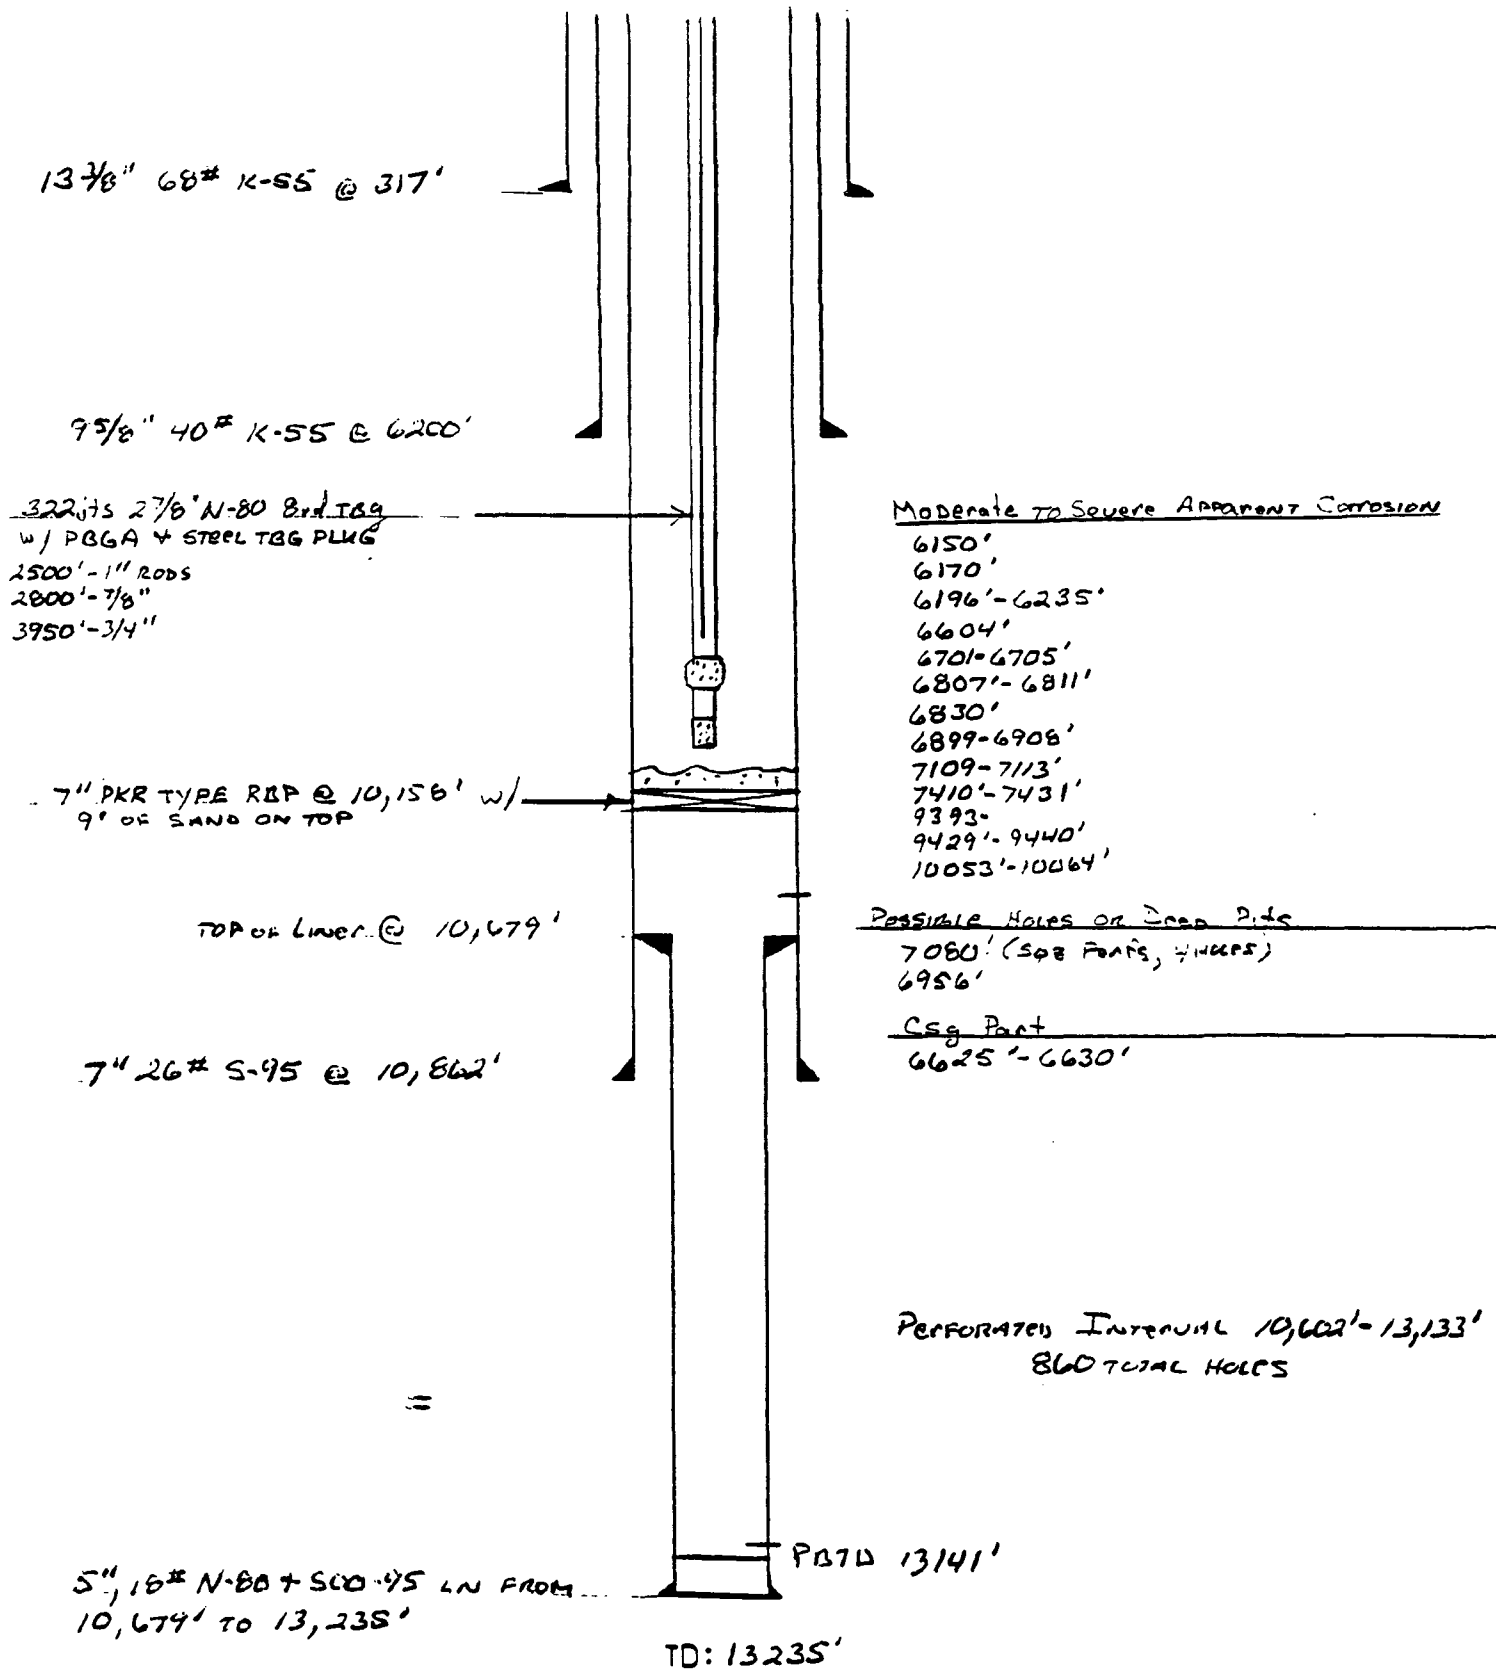 13 3/8" 68# K-55 @ 317'
9 5/8" 40# K-55 @ 6200'
322 jts 2 7/8" N-80 8rd TBG
w/ PBGA & STEEL TBG PLUG
2500'-1" RODS
2800'-7/8"
3950'-3/4"
7" PKR TYPE RBP @ 10,158' w/
9' OF SAND ON TOP
TOP OF LINER @ 10,679'
7" 26# S-95 @ 10,862'
=
5", 18# N-80 + SOO-95 LN FROM
10,679' TO 13,235'
Moderate to Severe Apparent Corrosion
6150'
6170'
6196'-6235'
6604'
6701-6705'
6807'-6811'
6830'
6899-6908'
7109-7113'
7410'-7431'
9393-
9429'-9440'
10053'-10064'
Possible Holes or Deep Pits
7080' (SQZ Perfs, 4 Holes)
6956'
Csg Part
6625'-6630'
Perforated Interval 10,602'-13,133'
860 TOTAL HOLES
PBTD 13141'
TD: 13235'